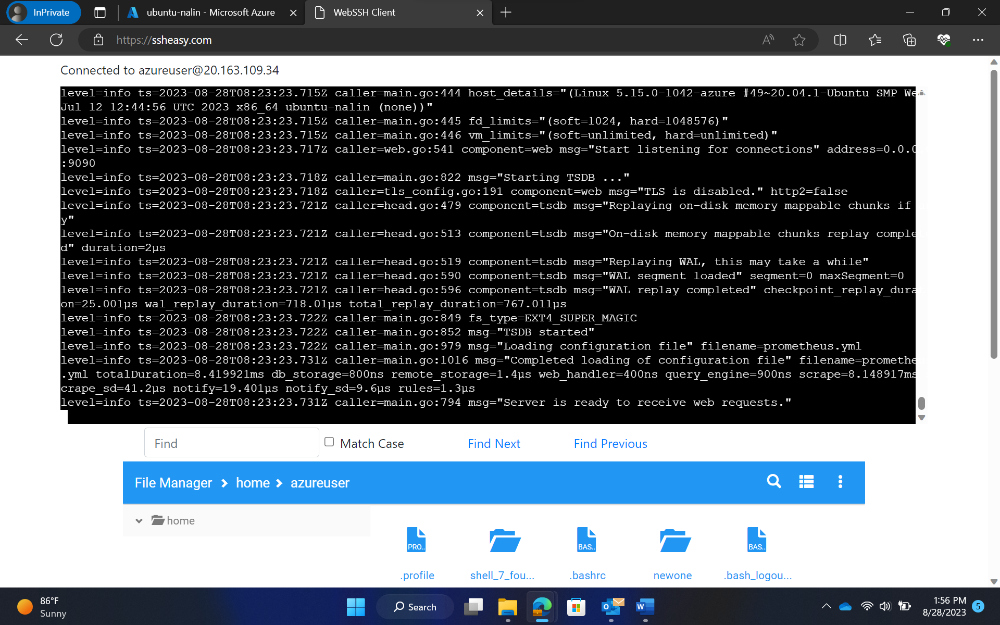 InPrivate
ubuntu-nalin - Microsoft Azure
WebSSH Client
https://ssheasy.com
Connected to azureuser@20.163.109.34
level=info ts=2023-08-28T08:23:23.715Z caller=main.go:444 host_details="(Linux 5.15.0-1042-azure #49~20.04.1-Ubuntu SMP Wed
Jul 12 12:44:56 UTC 2023 x86_64 ubuntu-nalin (none))"
level=info ts=2023-08-28T08:23:23.715Z caller=main.go:445 fd_limits="(soft=1024, hard=1048576)"
level=info ts=2023-08-28T08:23:23.715Z caller=main.go:446 vm_limits="(soft=unlimited, hard=unlimited)"
level=info ts=2023-08-28T08:23:23.717Z caller=web.go:541 component=web msg="Start listening for connections" address=0.0.0.
:9090
level=info ts=2023-08-28T08:23:23.718Z caller=main.go:822 msg="Starting TSDB ..."
level=info ts=2023-08-28T08:23:23.718Z caller=tls_config.go:191 component=web msg="TLS is disabled." http2=false
level=info ts=2023-08-28T08:23:23.721Z caller=head.go:479 component=tsdb msg="Replaying on-disk memory mappable chunks if
y"
level=info ts=2023-08-28T08:23:23.721Z caller=head.go:513 component=tsdb msg="On-disk memory mappable chunks replay complet
d" duration=2µs
level=info ts=2023-08-28T08:23:23.721Z caller=head.go:519 component=tsdb msg="Replaying WAL, this may take a while"
level=info ts=2023-08-28T08:23:23.721Z caller=head.go:590 component=tsdb msg="WAL segment loaded" segment=0 maxSegment=0
level=info ts=2023-08-28T08:23:23.721Z caller=head.go:596 component=tsdb msg="WAL replay completed" checkpoint_replay_durat
on=25.001µs wal_replay_duration=718.01µs total_replay_duration=767.011µs
level=info ts=2023-08-28T08:23:23.722Z caller=main.go:849 fs_type=EXT4_SUPER_MAGIC
level=info ts=2023-08-28T08:23:23.722Z caller=main.go:852 msg="TSDB started"
level=info ts=2023-08-28T08:23:23.722Z caller=main.go:979 msg="Loading configuration file" filename=prometheus.yml
level=info ts=2023-08-28T08:23:23.731Z caller=main.go:1016 msg="Completed loading of configuration file" filename=prometheu
.yml totalDuration=8.419921ms db_storage=800ns remote_storage=1.4µs web_handler=400ns query_engine=900ns scrape=8.148917ms
crape_sd=41.2µs notify=19.401µs notify_sd=9.6µs rules=1.3µs
level=info ts=2023-08-28T08:23:23.731Z caller=main.go:794 msg="Server is ready to receive web requests."
Find
Match Case
Find Next
Find Previous
File Manager
home
azureuser
home
PRO..
BAS..
BAS..
.profile
shell_7_fou...
.bashrc
newone
.bash_logou...
86°F
Sunny
Search
1:56 PM
8/28/2023
5